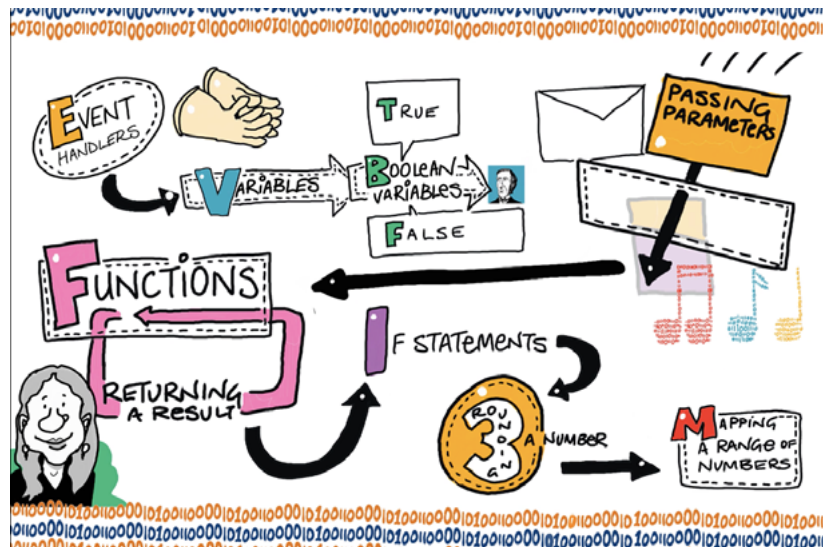 0010100001100101000011001010000110010100001100101000011001010000110010100001100101000
EVENT
HANDLERS
VARIABLES
TRUE
BOOLEAN
VARIABLES
FALSE
PASSING
PARAMETERS
FUNCTIONS
RETURNING
A RESULT
IF STATEMENTS
ROUNDING
3
A NUMBER
MAPPING
A RANGE OF
NUMBERS